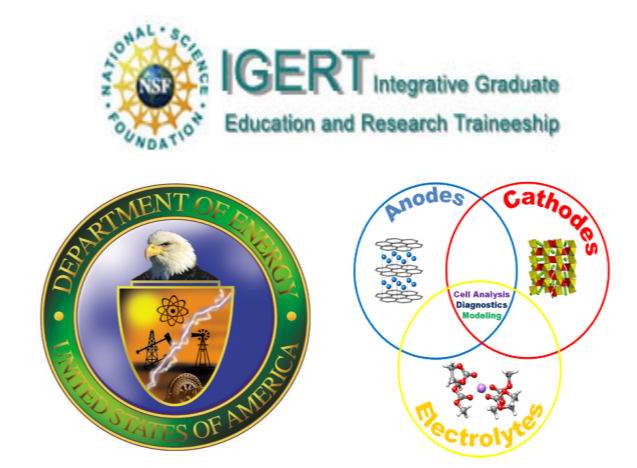 NATIONAL SCIENCE FOUNDATION
NSF
IGERT Integrative Graduate
Education and Research Traineeship
DEPARTMENT OF ENERGY
UNITED STATES OF AMERICA
Anodes
Cathodes
Cell Analysis
Diagnostics
Modeling
Electrolytes